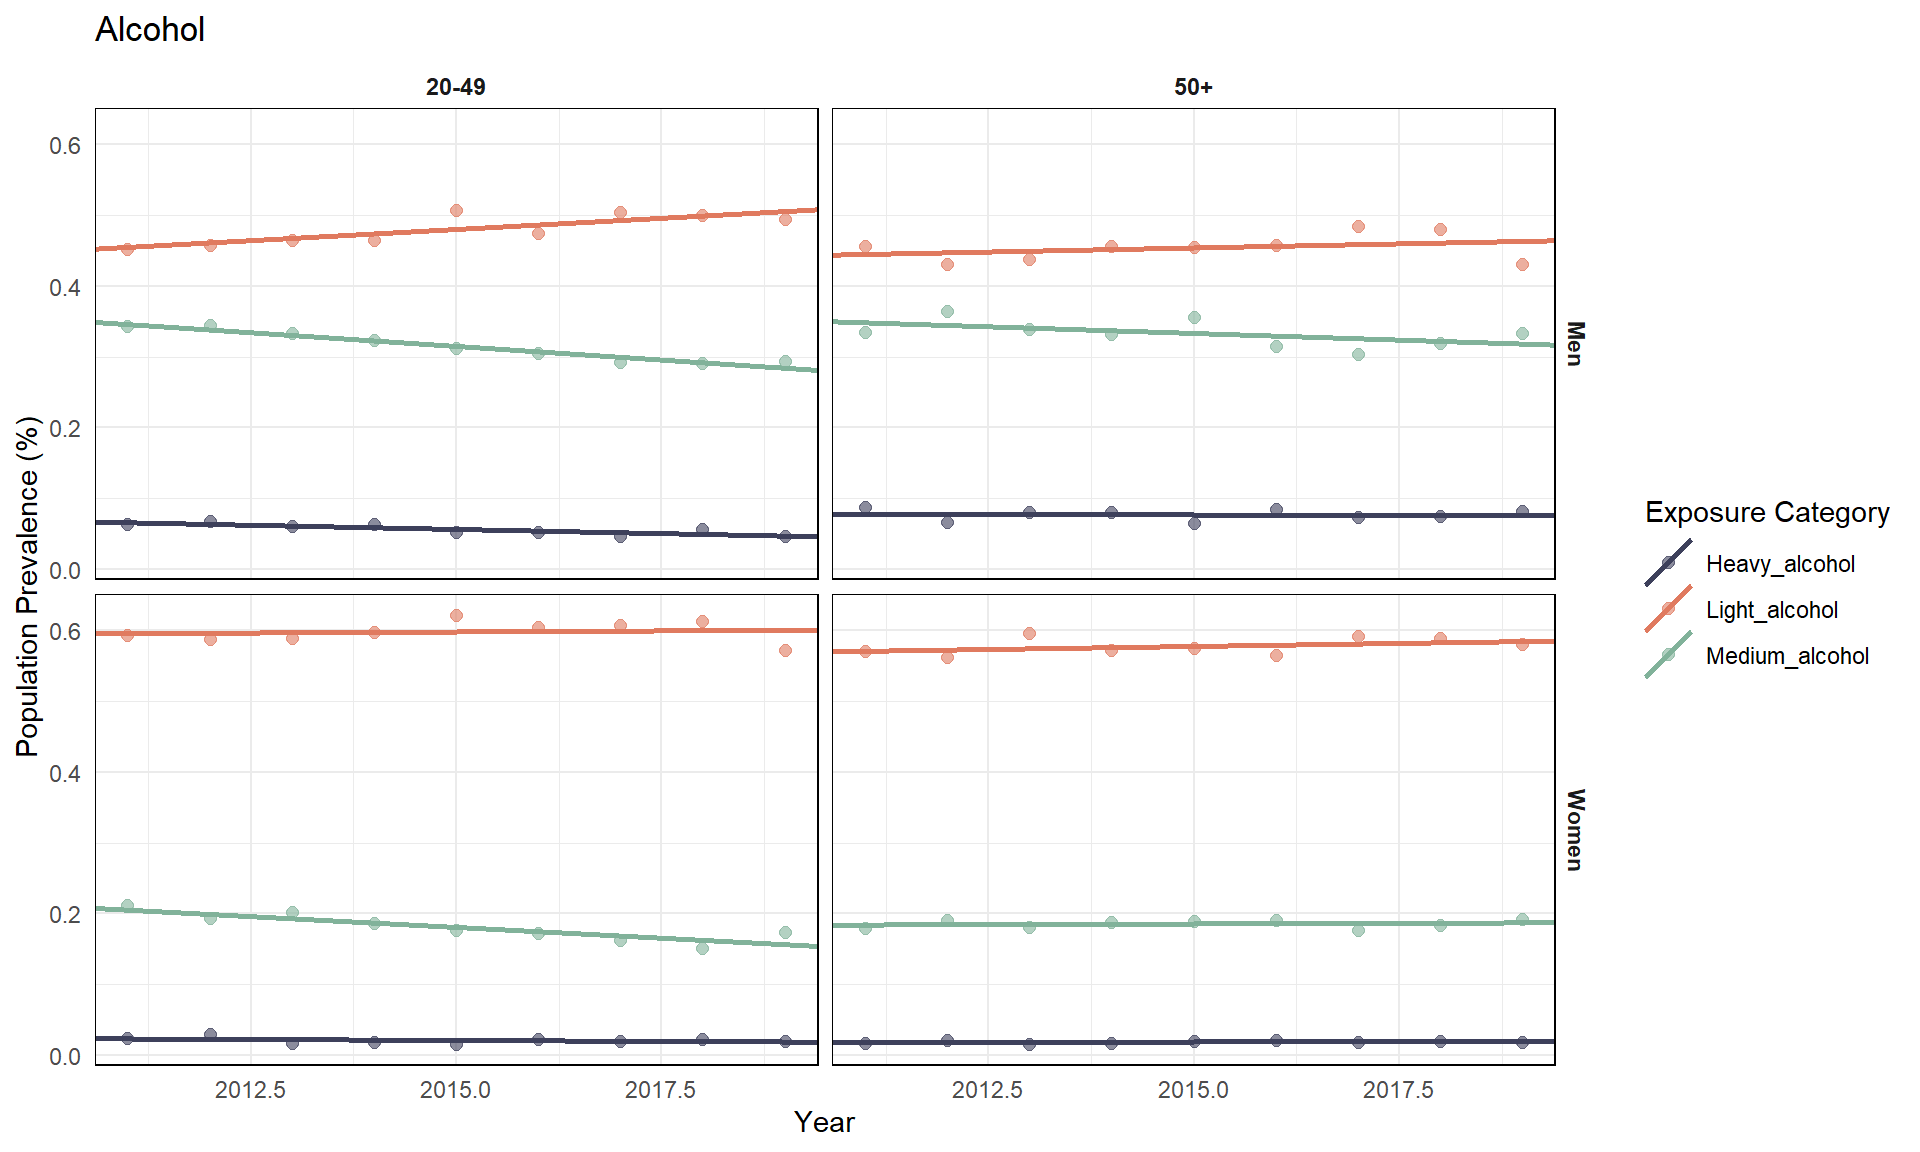 Alcohol
20-49
50+
0.6
0.4
0.2
0.0
Men
0.6
0.4
0.2
0.0
Women
2012.5
2015.0
2017.5
2012.5
2015.0
2017.5
Year
Population Prevalence (%)
Exposure Category
Heavy_alcohol
Light_alcohol
Medium_alcohol